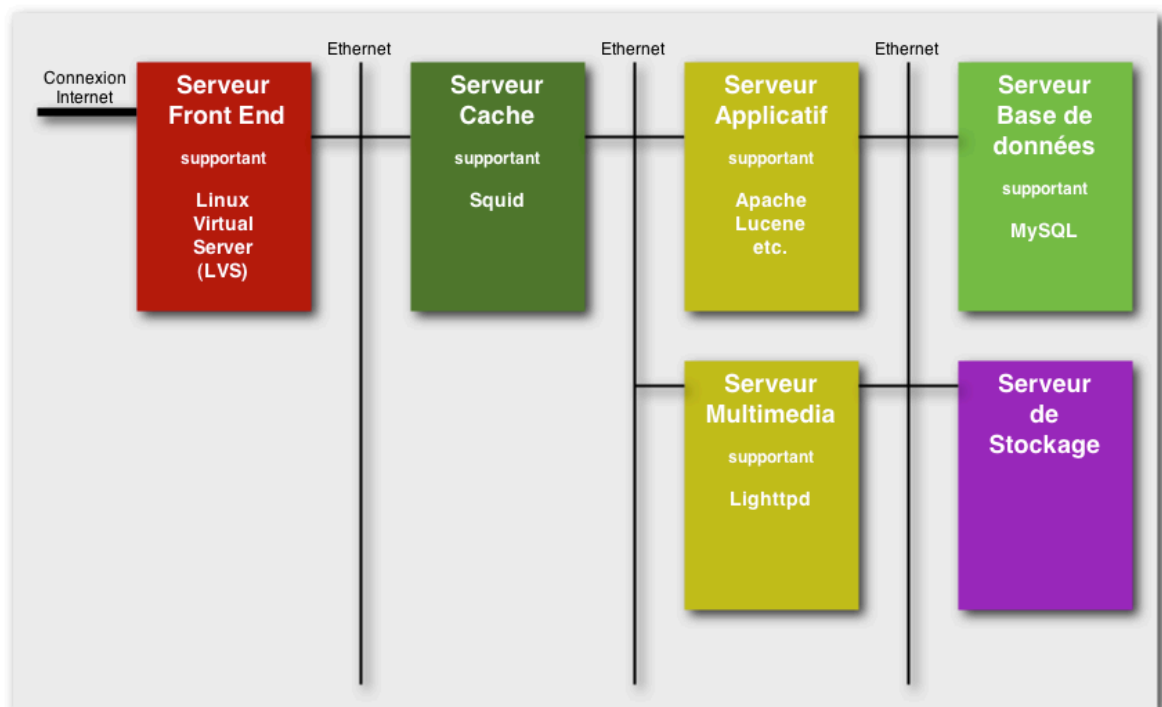 Ethernet
Ethernet
Ethernet
Connexion
Internet
Serveur
Front End
supportant
Linux
Virtual
Server
(LVS)
Serveur
Cache
supportant
Squid
Serveur
Applicatif
supportant
Apache
Lucene
etc.
Serveur
Base de
données
supportant
MySQL
Serveur
Multimedia
supportant
Lighttpd
Serveur
de
Stockage